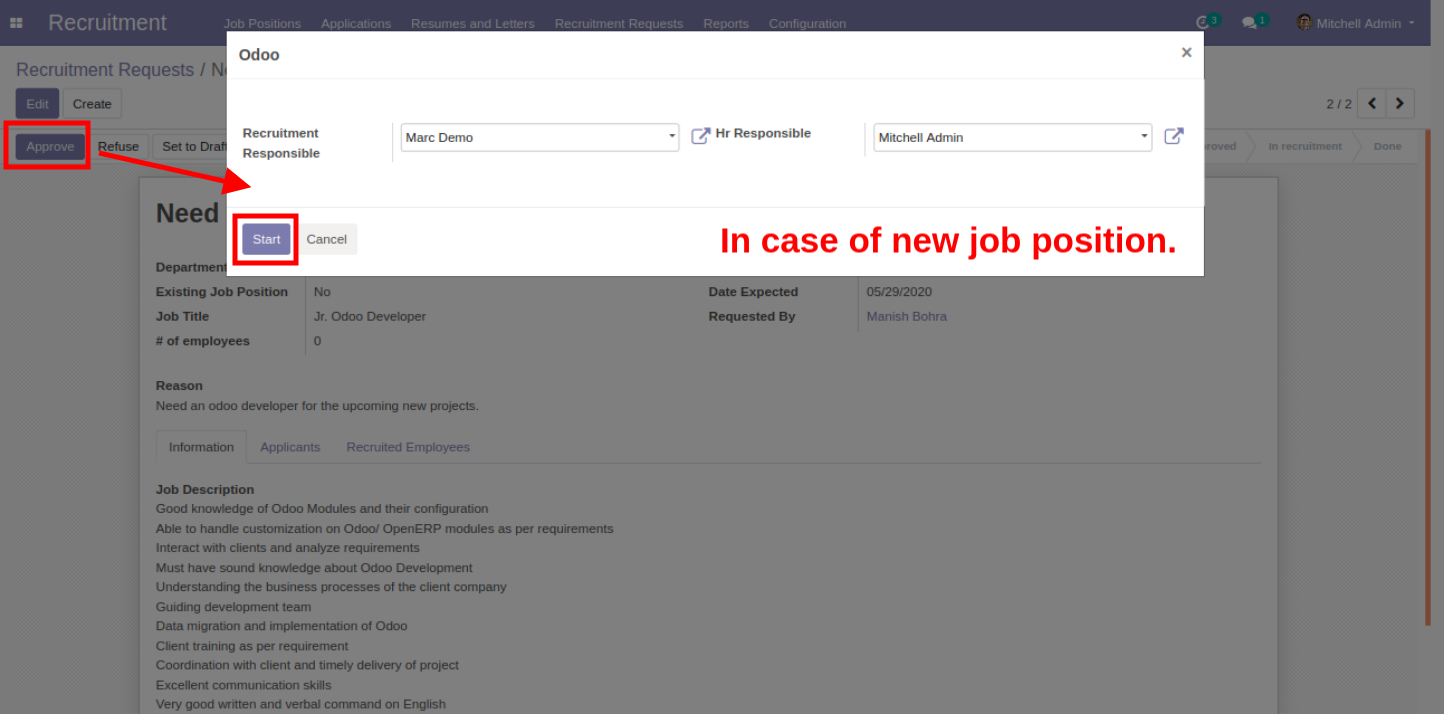 Recruitment Job Positions Applications Resumes and Letters Recruitment Requests Reports Configuration 3 1 Mitchell Admin
Odoo ×
Recruitment Requests /
Edit Create 2 / 2
Recruitment Responsible Marc Demo Hr Responsible Mitchell Admin
Approve Refuse Set to Draft In recruitment Done
Need
Start Cancel In case of new job position.
Department
Existing Job Position No Date Expected 05/29/2020
Job Title Jr. Odoo Developer Requested By Manish Bohra
# of employees 0
Reason
Need an odoo developer for the upcoming new projects.
Information Applicants Recruited Employees
Job Description
Good knowledge of Odoo Modules and their configuration
Able to handle customization on Odoo/ OpenERP modules as per requirements
Interact with clients and analyze requirements
Must have sound knowledge about Odoo Development
Understanding the business processes of the client company
Guiding development team
Data migration and implementation of Odoo
Client training as per requirement
Coordination with client and timely delivery of project
Excellent communication skills
Very good written and verbal command on English